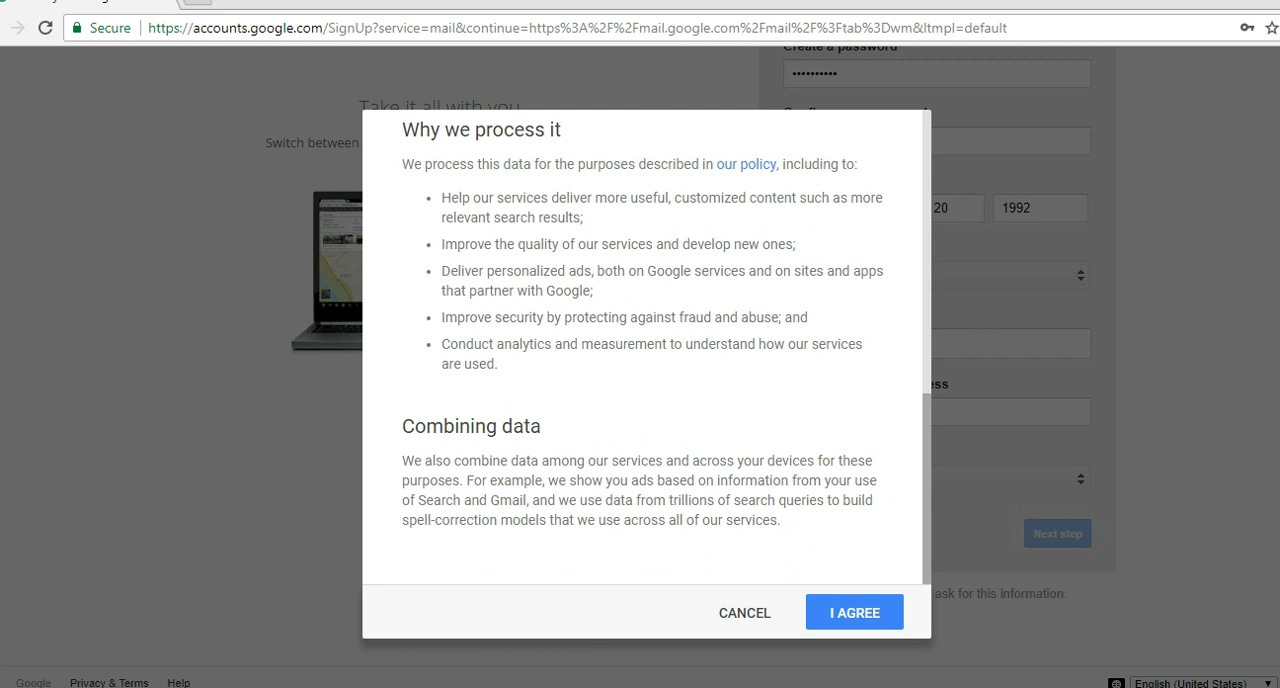 Secure https://accounts.google.com/SignUp?service=mail&continue=https%3A%2F%2Fmail.google.com%2Fmail%2F%3Ftab%3Dwm&ltmpl=default
Create a password
••••••••••
Take it all with you
Switch between
Why we process it
We process this data for the purposes described in our policy, including to:
• Help our services deliver more useful, customized content such as more
relevant search results;
20 1992
• Improve the quality of our services and develop new ones;
• Deliver personalized ads, both on Google services and on sites and apps
that partner with Google;
• Improve security by protecting against fraud and abuse; and
• Conduct analytics and measurement to understand how our services
are used.
Combining data
We also combine data among our services and across your devices for these
purposes. For example, we show you ads based on information from your use
of Search and Gmail, and we use data from trillions of search queries to build
spell-correction models that we use across all of our services.
Next step
ask for this information.
CANCEL I AGREE
Google Privacy & Terms Help
English (United States)